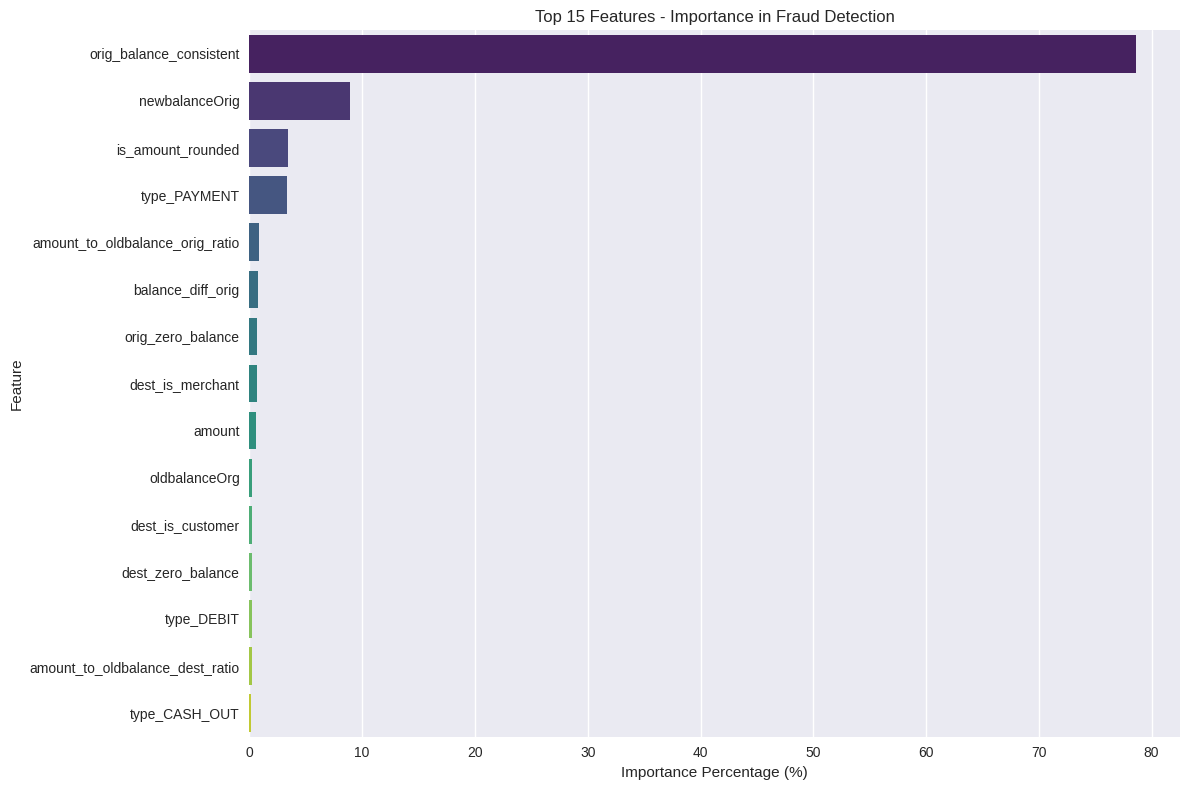 Top 15 Features - Importance in Fraud Detection
Feature
orig_balance_consistent
newbalanceOrig
is_amount_rounded
type_PAYMENT
amount_to_oldbalance_orig_ratio
balance_diff_orig
orig_zero_balance
dest_is_merchant
amount
oldbalanceOrg
dest_is_customer
dest_zero_balance
type_DEBIT
amount_to_oldbalance_dest_ratio
type_CASH_OUT
0 10 20 30 40 50 60 70 80
Importance Percentage (%)